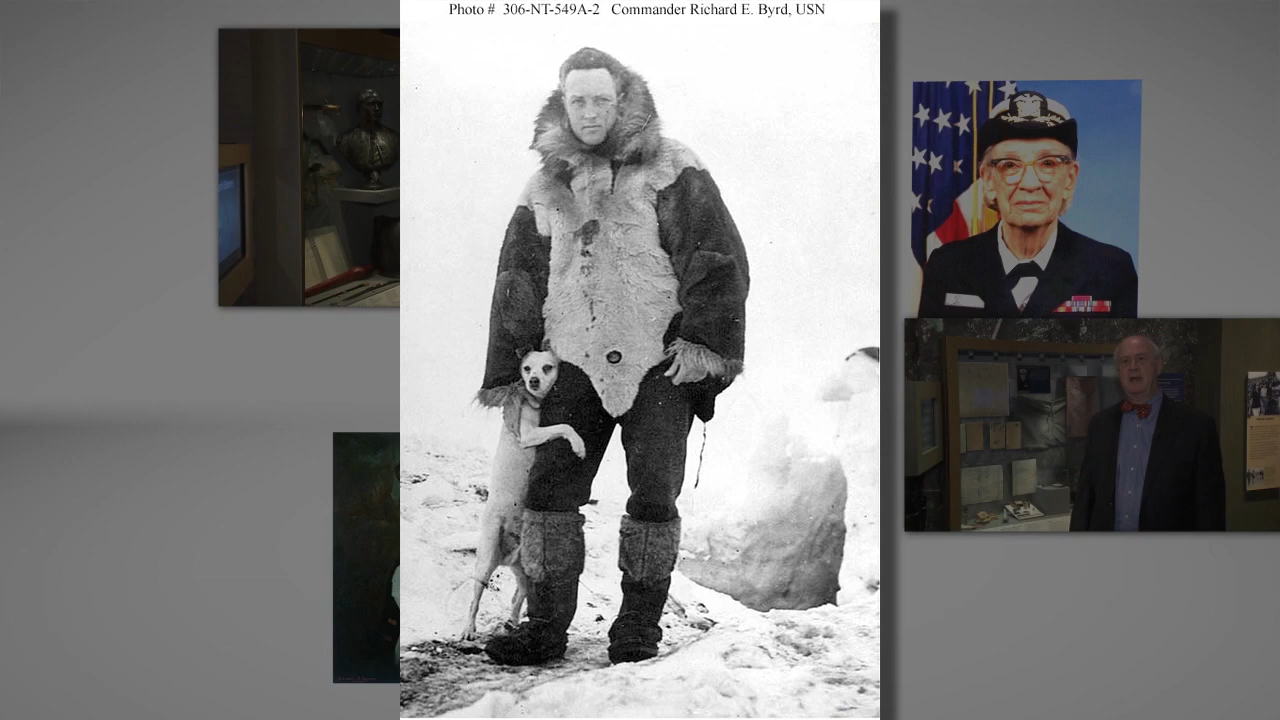 Photo # 306-NT-549A-2 Commander Richard E. Byrd, USN